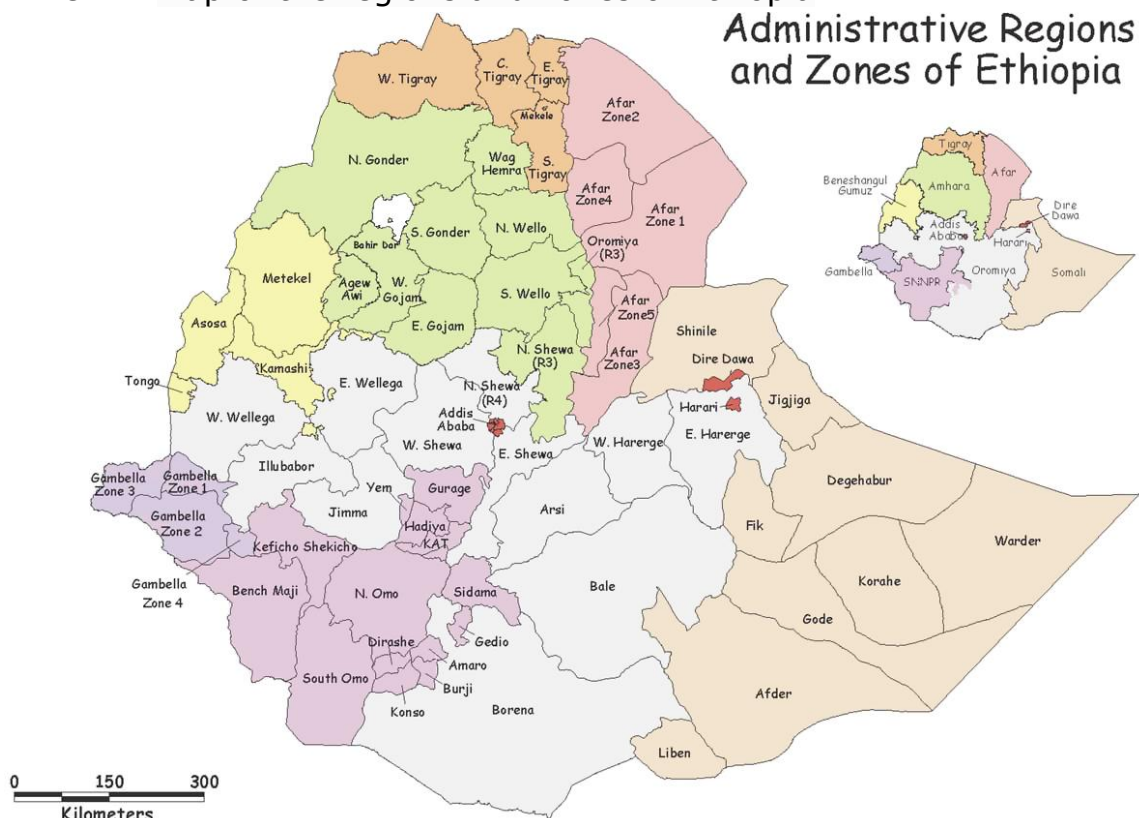 Administrative Regions
and Zones of Ethiopia
W. Tigray
C.
Tigray
E.
Tigray
Mekele
S.
Tigray
Afar
Zone2
N. Gonder
Wag
Hemra
Afar
Zone4
Afar
Zone 1
S. Gonder
N. Wello
Bahir Dar
Oromiya
(R3)
Metekel
Agew
Awi
W.
Gojam
S. Wello
Afar
Zone5
E. Gojam
Asosa
N. Shewa
(R3)
Afar
Zone3
Shinile
Dire Dawa
Tongo
Kamashi
E. Wellega
N. Shewa
(R4)
Jigjiga
W. Wellega
Addis
Ababa
Harari
W. Shewa
E. Shewa
W. Harerge
E. Harerge
Illubabor
Gambella
Zone 3
Gambella
Zone 1
Yem
Gurage
Degehabur
Gambella
Zone 2
Jimma
Hadiya
KAT
Arsi
Fik
Warder
Keficho Shekicho
Gambella
Zone 4
Bench Maji
N. Omo
Sidama
Bale
Korahe
Gode
Gedio
Dirashe
Amaro
South Omo
Burji
Konso
Borena
Afder
Liben
Tigray
Beneshangul
Gumuz
Amhara
Afar
Dire
Dawa
Addis
Ababa
Harari
Gambella
SNNPR
Oromiya
Somali
0 150 300
Kilometers